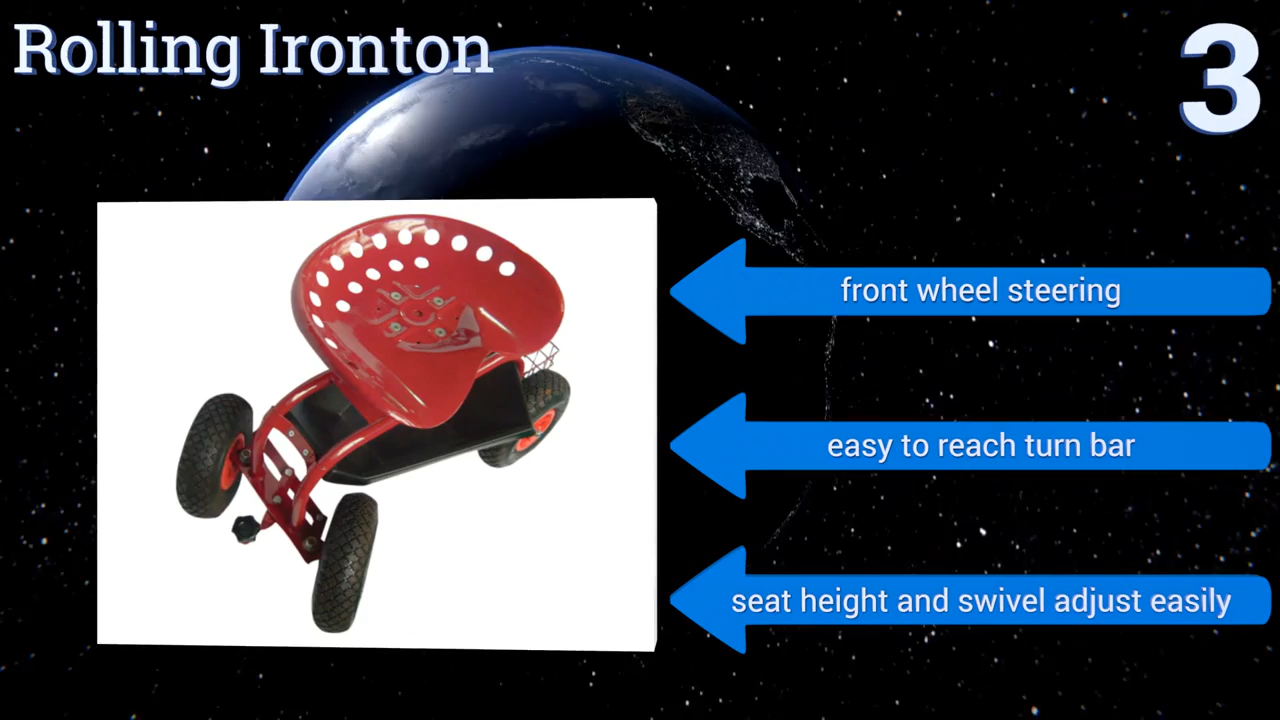 Rolling Ironton
3
front wheel steering
easy to reach turn bar
seat height and swivel adjust easily